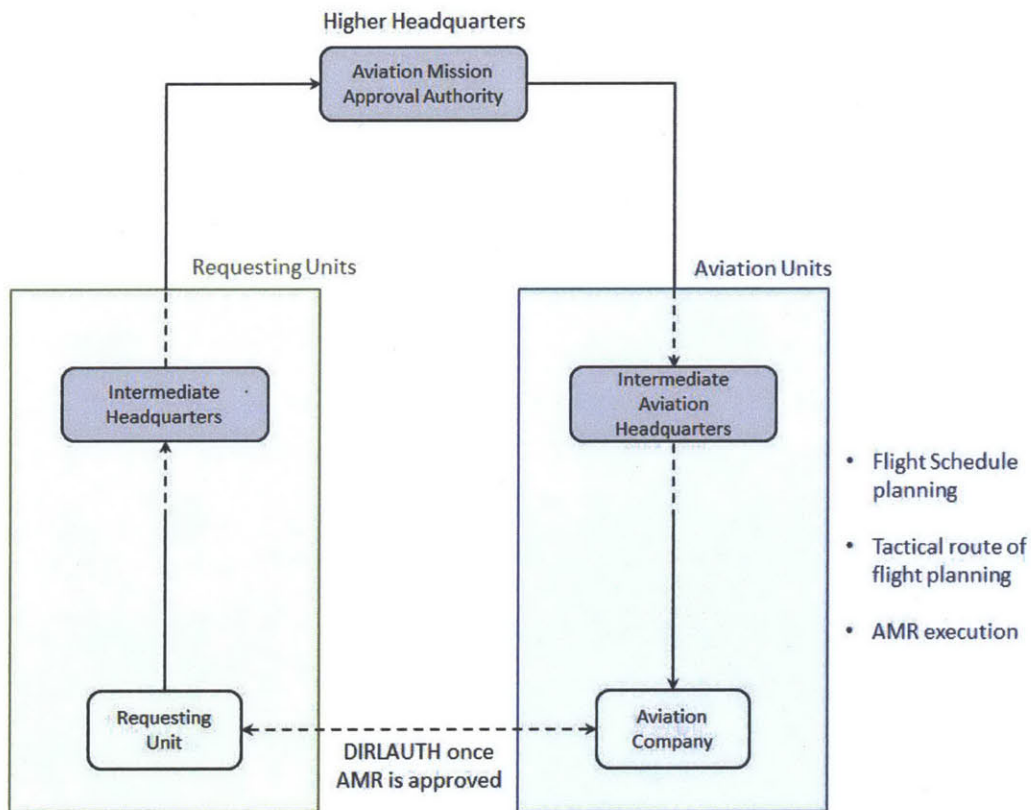 Higher Headquarters
Aviation Mission
Approval Authority
Requesting Units
Aviation Units
Intermediate
Headquarters
Intermediate
Aviation
Headquarters
• Flight Schedule
planning
• Tactical route of
flight planning
• AMR execution
Requesting
Unit
Aviation
Company
DIRLAUTH once
AMR is approved